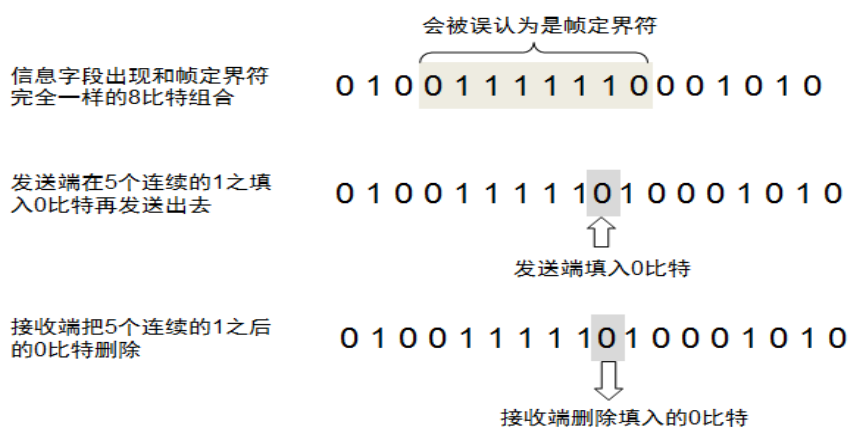 会被误认为是帧定界符
信息字段出现和帧定界符
完全一样的8比特组合
0 1 0 0 1 1 1 1 1 1 0 0 0 1 0 1 0
发送端在5个连续的1之填
入0比特再发送出去
0 1 0 0 1 1 1 1 1 0 1 0 0 0 1 0 1 0
发送端填入0比特
接收端把5个连续的1之后
的0比特删除
0 1 0 0 1 1 1 1 1 0 1 0 0 0 1 0 1 0
接收端删除填入的0比特